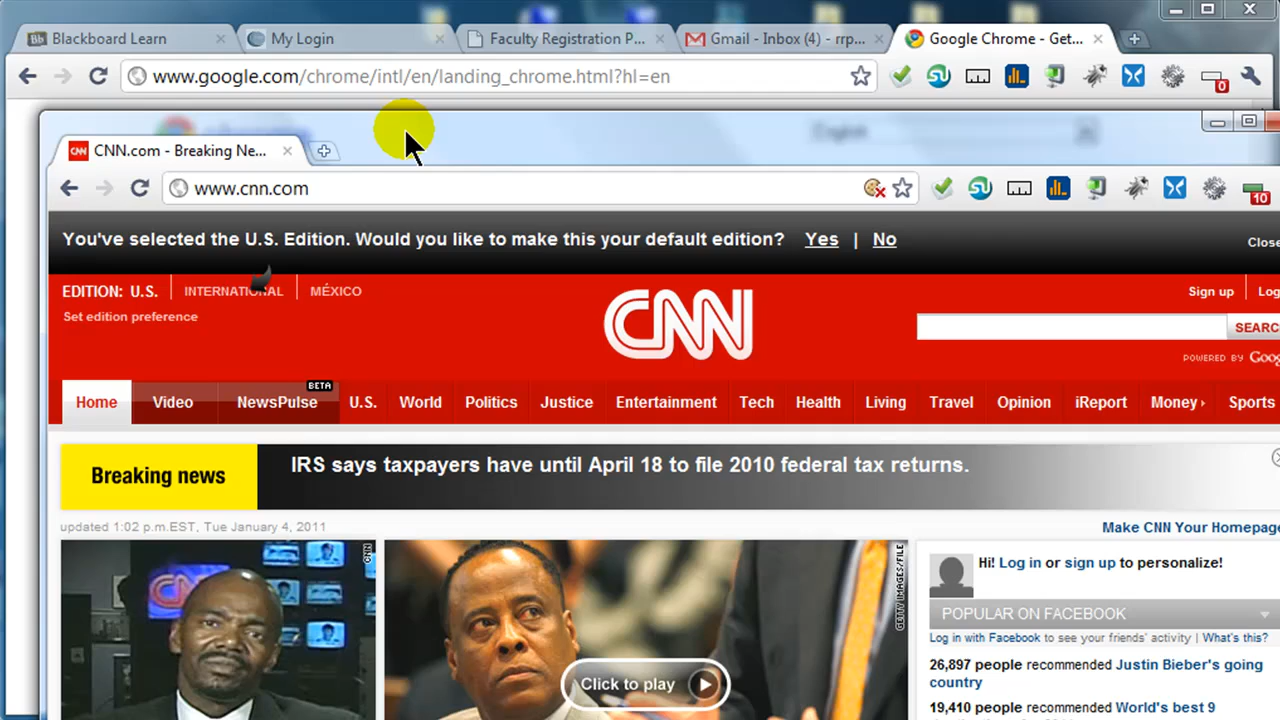 Blackboard Learn
My Login
Faculty Registration P...
Gmail - Inbox (4) - rrp...
Google Chrome - Get...
www.google.com/chrome/intl/en/landing_chrome.html?hl=en
0
English
CNN.com - Breaking Ne...
www.cnn.com
10
You've selected the U.S. Edition. Would you like to make this your default edition? Yes | No
Close
EDITION: U.S.
INTERNATIONAL
MÉXICO
Sign up
Log
Set edition preference
CNN
SEARC
POWERED BY Goog
BETA
Home
Video
NewsPulse
U.S.
World
Politics
Justice
Entertainment
Tech
Health
Living
Travel
Opinion
iReport
Money
Sports
Breaking news
IRS says taxpayers have until April 18 to file 2010 federal tax returns.
updated 1:02 p.m.EST, Tue January 4, 2011
Make CNN Your Homepage
CNN
GETTY IMAGES/FILE
Click to play
Hi! Log in or sign up to personalize!
POPULAR ON FACEBOOK
Log in with Facebook to see your friends' activity | What's this?
26,897 people recommended Justin Bieber's going
country
19,410 people recommended World's best 9